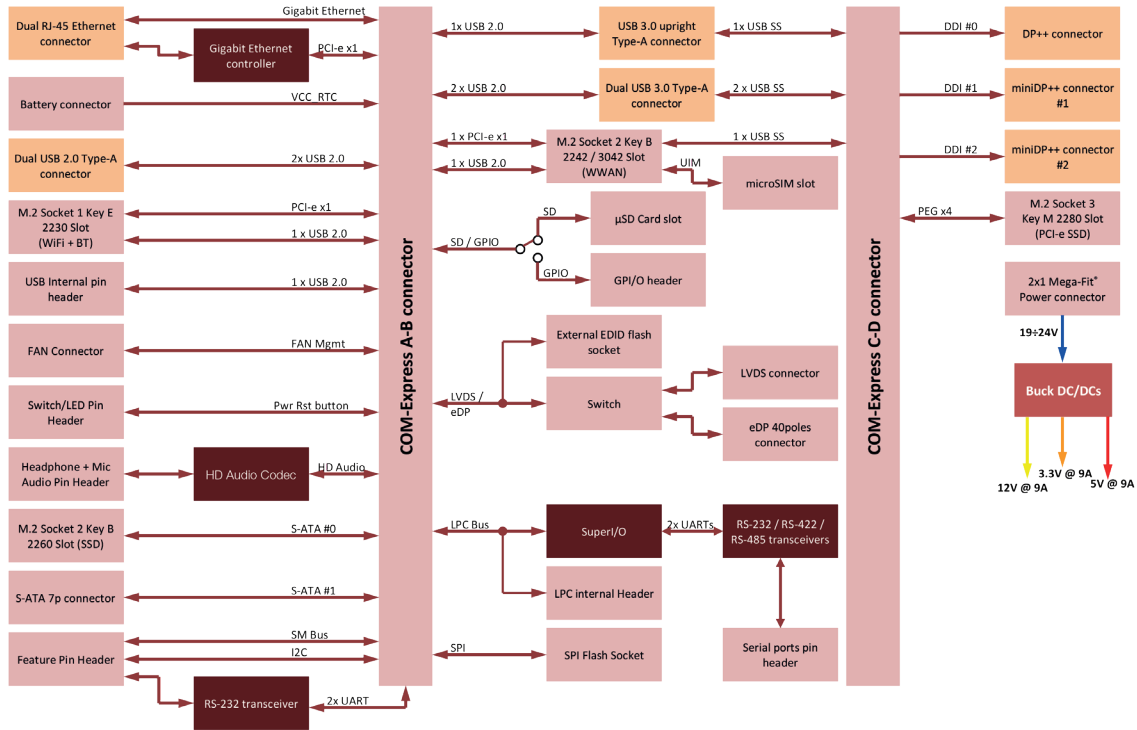 Dual RJ-45 Ethernet
connector
Gigabit Ethernet
Gigabit Ethernet
controller
PCI-e x1
Battery connector
VCC_RTC
Dual USB 2.0 Type-A
connector
2x USB 2.0
M.2 Socket 1 Key E
2230 Slot
(WiFi + BT)
PCI-e x1
1 x USB 2.0
USB Internal pin
header
1 x USB 2.0
FAN Connector
FAN Mgmt
Switch/LED Pin
Header
Pwr Rst button
Headphone + Mic
Audio Pin Header
HD Audio Codec
HD Audio
M.2 Socket 2 Key B
2260 Slot (SSD)
S-ATA #0
S-ATA 7p connector
S-ATA #1
Feature Pin Header
SM Bus
I2C
RS-232 transceiver
2x UART
COM-Express A-B connector
1x USB 2.0
USB 3.0 upright
Type-A connector
1x USB SS
2 x USB 2.0
Dual USB 3.0 Type-A
connector
2 x USB SS
1 x PCI-e x1
1 x USB 2.0
M.2 Socket 2 Key B
2242 / 3042 Slot
(WWAN)
1 x USB SS
UIM
microSIM slot
SD / GPIO
SD
µSD Card slot
GPIO
GPI/O header
External EDID flash
socket
LVDS /
eDP
Switch
LVDS connector
eDP 40poles
connector
LPC Bus
SuperI/O
2x UARTs
RS-232 / RS-422 /
RS-485 transceivers
LPC internal Header
SPI
SPI Flash Socket
Serial ports pin
header
COM-Express C-D connector
DDI #0
DP++ connector
DDI #1
miniDP++ connector
#1
DDI #2
miniDP++ connector
#2
PEG x4
M.2 Socket 3
Key M 2280 Slot
(PCI-e SSD)
2x1 Mega-Fit®
Power connector
19÷24V
Buck DC/DCs
12V @ 9A
3.3V @ 9A
5V @ 9A